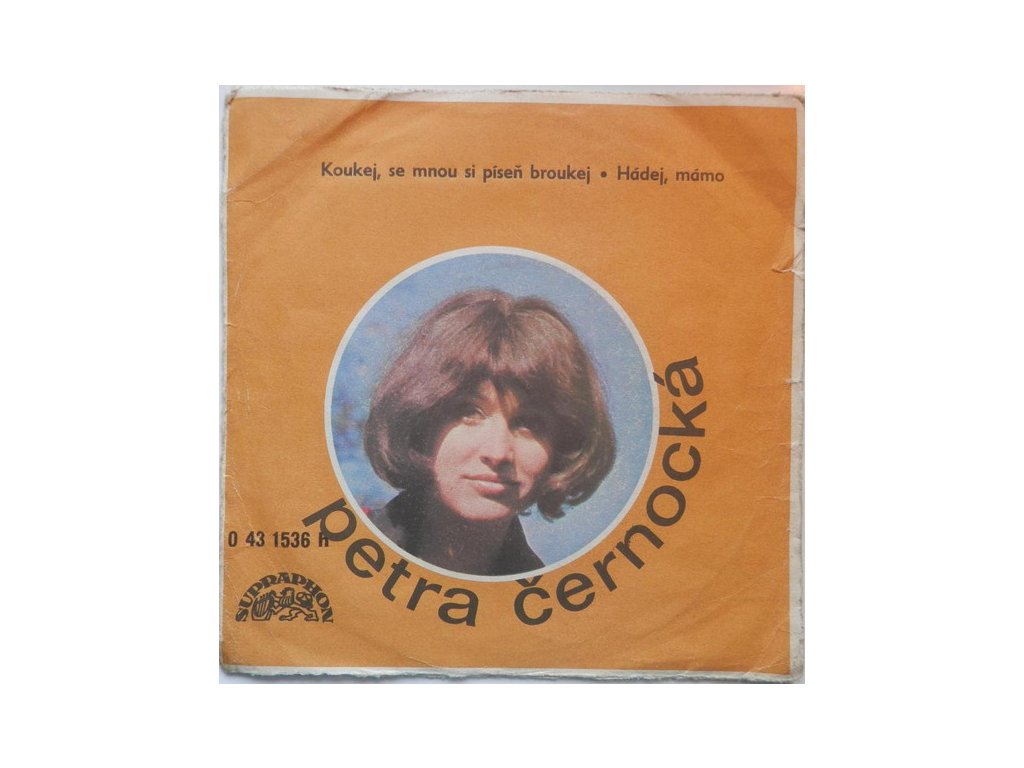 Koukej, se mnou si píseň broukej • Hádej, mámo
petra černocká
0 43 1536 H
SUPRAPHON